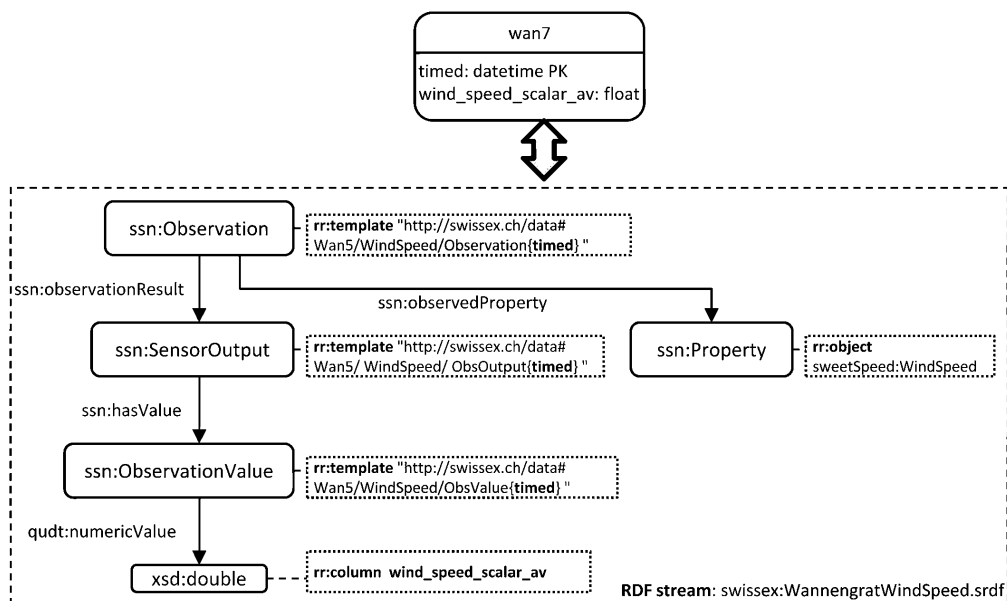 wan7
timed: datetime PK
wind_speed_scalar_av: float
ssn:Observation
rr:template "http://swissex.ch/data#
Wan5/WindSpeed/Observation{timed} "
ssn:observationResult
ssn:observedProperty
ssn:SensorOutput
rr:template "http://swissex.ch/data#
Wan5/ WindSpeed/ ObsOutput{timed} "
ssn:Property
rr:object
sweetSpeed:WindSpeed
ssn:hasValue
ssn:ObservationValue
rr:template "http://swissex.ch/data#
Wan5/WindSpeed/ObsValue{timed} "
qudt:numericValue
xsd:double
rr:column wind_speed_scalar_av
RDF stream: swissex:WannengratWindSpeed.srdf